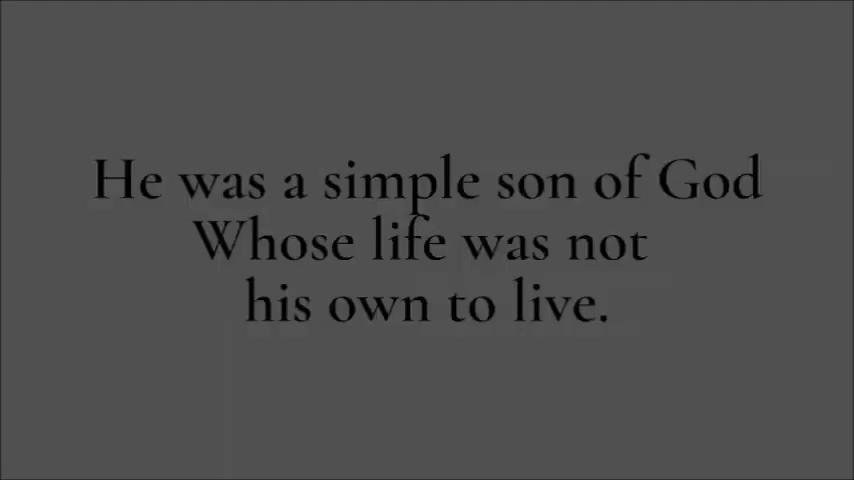 He was a simple son of God
Whose life was not
his own to live.